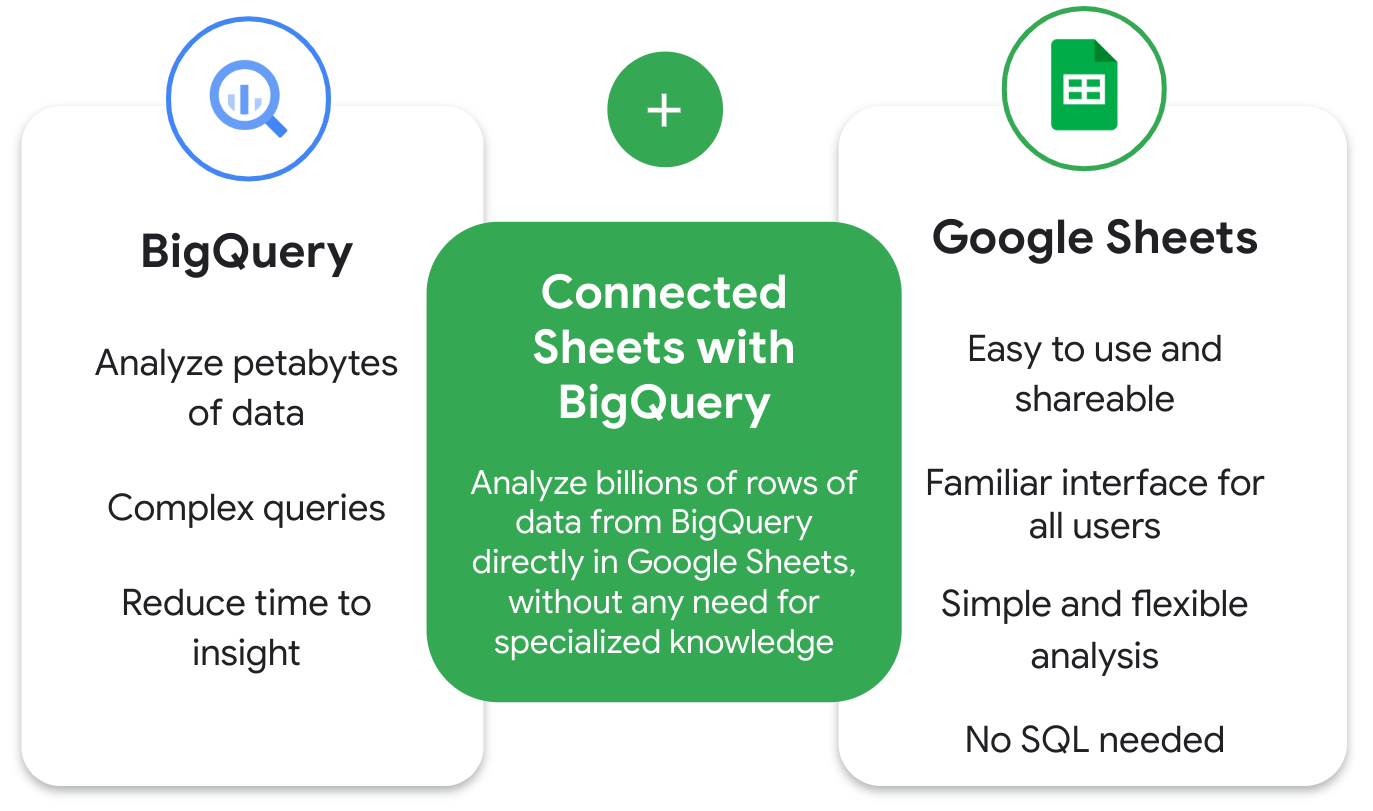 BigQuery
Analyze petabytes
of data
Complex queries
Reduce time to
insight
+
Connected
Sheets with
BigQuery
Analyze billions of rows of
data from BigQuery
directly in Google Sheets,
without any need for
specialized knowledge
Google Sheets
Easy to use and
shareable
Familiar interface for
all users
Simple and flexible
analysis
No SQL needed